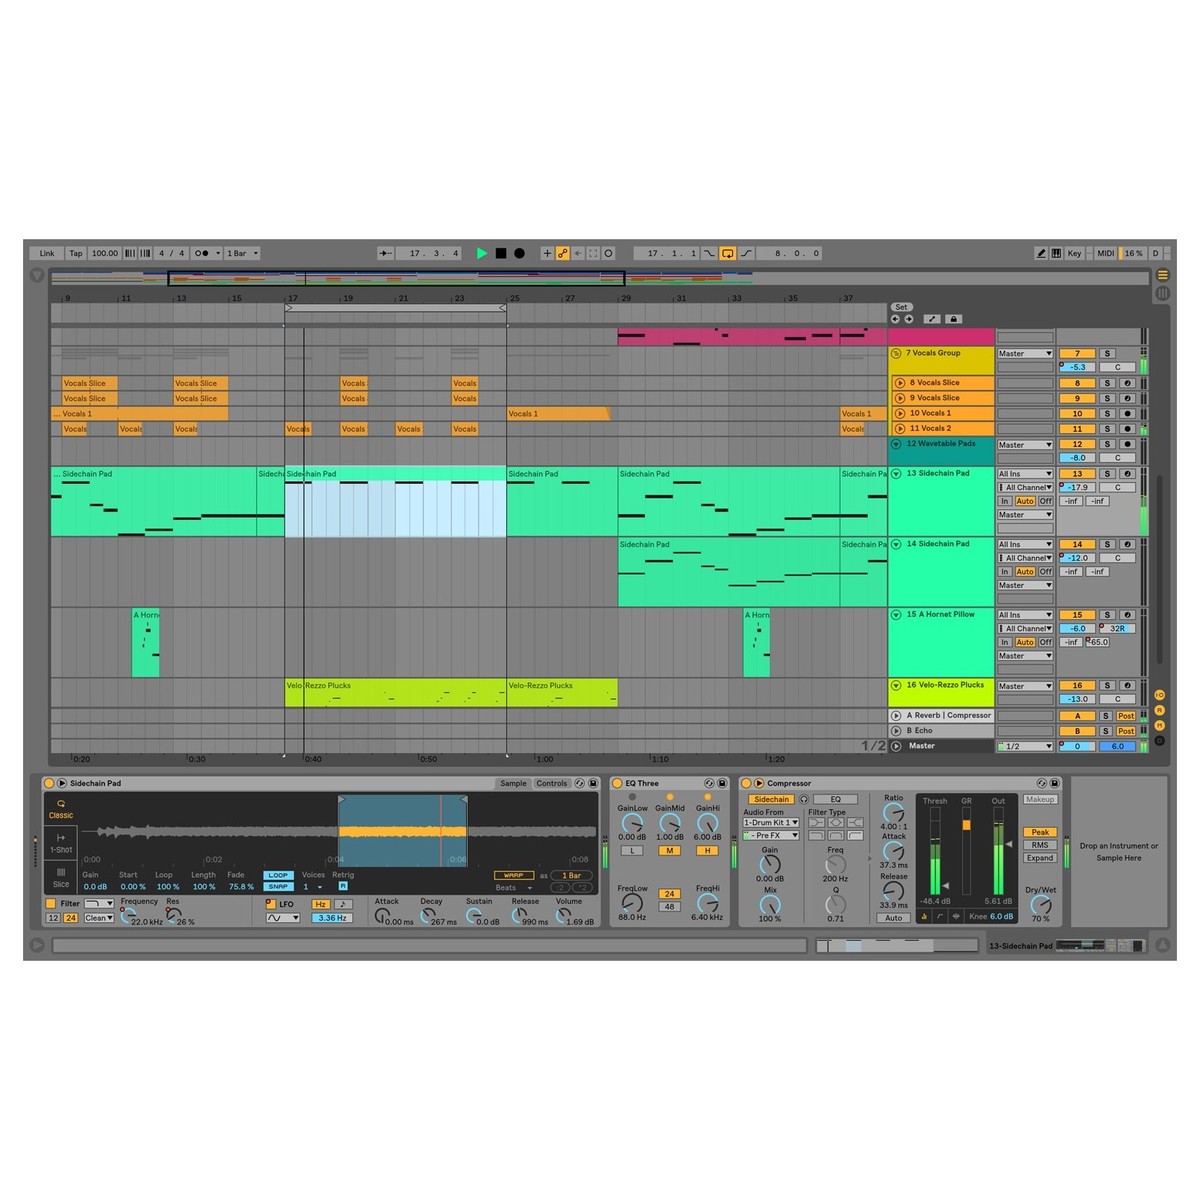 Link Tap 100.00 4 / 4 1 Bar 17. 3. 4 17. 1. 1 8. 0. 0 Key MIDI 16 % D
9 11 13 15 17 19 21 23 25 27 29 31 33 35 37
Set
7 Vocals Group Master 7 S
-5.3 C
Vocals Slice Vocals Slice Vocals Vocals 8 Vocals Slice 8 S
Vocals Slice Vocals Slice Vocals Vocals 9 Vocals Slice 9 S
... Vocals 1 Vocals 1 Vocals 1 10 Vocals 1 10 S
Vocals Vocals Vocals Vocals Vocals Vocals Vocals Vocals 11 Vocals 2 11 S
12 Wavetable Pads Master 12 S
-8.0 C
... Sidechain Pad Sidech Sidechain Pad Sidechain Pad Sidechain Pad Sidechain Pa 13 Sidechain Pad All Ins 13 S
All Channel -17.9 C
In Auto Off -inf -inf
Master
Sidechain Pad Sidechain Pa 14 Sidechain Pad All Ins 14 S
All Channel -12.0 C
In Auto Off -inf -inf
Master
A Horn A Horn 15 A Hornet Pillow All Ins 15 S
All Channel -6.0 32R
In Auto Off -inf -65.0
Master
Velo-Rezzo Plucks Velo-Rezzo Plucks 16 Velo-Rezzo Plucks Master 16 S
-13.0 C
A Reverb | Compressor A S Post
B Echo B S Post
1/2 Master 1/2 0 6.0
0:20 0:30 0:40 0:50 1:00 1:10 1:20
Sidechain Pad Sample Controls EQ Three Compressor
Classic
1-Shot
Slice
0:00 0:02 0:04 0:06 0:08
Gain Start Loop Length Fade LOOP Voices Retrig WARP as 1 Bar
0.0 dB 0.00 % 100 % 100 % 75.8 % SNAP 1 R Beats :2 *2
Filter Frequency Res LFO Hz Attack Decay Sustain Release Volume
12 24 Clean 22.0 kHz 26 % 3.36 Hz 0.00 ms 267 ms 0.0 dB 990 ms 1.69 dB
GainLow GainMid GainHi
0.00 dB 1.00 dB 6.00 dB
L M H
FreqLow 24 FreqHi
48
88.0 Hz 6.40 kHz
Sidechain EQ
Audio From Filter Type
1-Drum Kit 1
Pre FX
Gain Freq
0.00 dB 200 Hz
Mix Q
100 % 0.71
Ratio
4.00 : 1
Attack
37.3 ms
Release
33.9 ms
Auto
Thresh GR Out
-48.4 dB 5.61 dB
Knee 6.0 dB
Makeup
Peak
RMS
Expand
Dry/Wet
70 %
Drop an Instrument or
Sample Here
13-Sidechain Pad